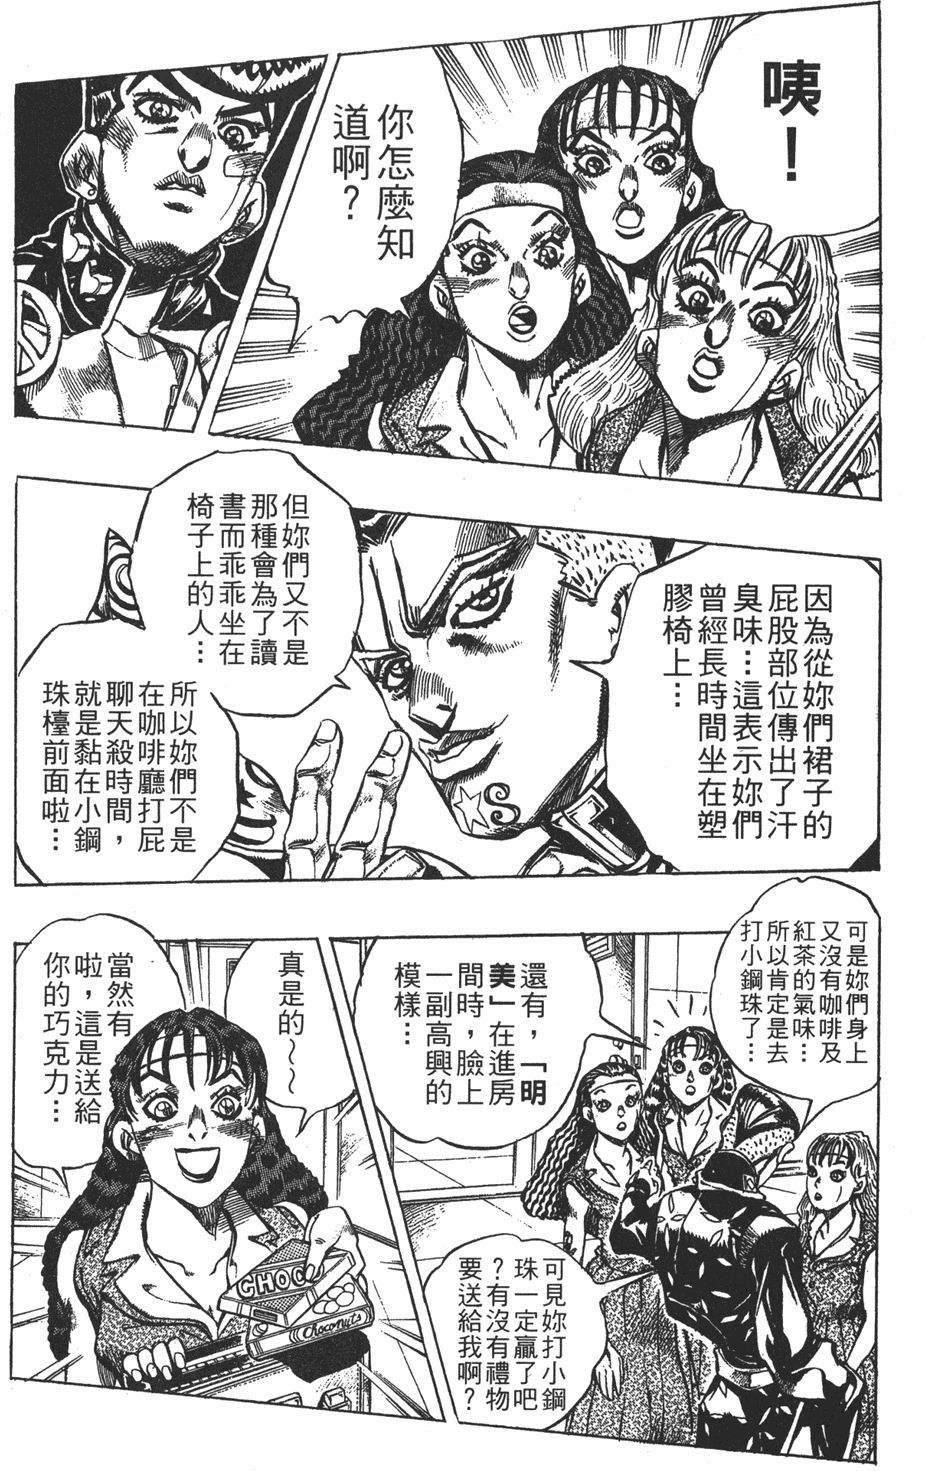 咦！
你怎麼知
道啊？
因為從妳們裙子的
屁股部位傳出了汗
臭味…這表示妳們
曾經長時間坐在塑
膠椅上…
但妳們又不是
那種會為了讀
書而乖乖坐在
椅子上的人…
所以妳們不是
在咖啡廳打屁
聊天殺時間，
就是黏在小鋼
珠檯前面啦…
可是妳們身上
又沒有咖啡及
紅茶的氣味…
所以肯定是去
打小鋼珠了…
還有，「明
美」在進房
間時，臉上
一副高興的
模樣…
可見妳打小鋼
珠一定贏了吧
？有沒有禮物
要送給我啊？
真是的～～
當然有
啦，這是送給
你的巧克力…
CHOC
Choconuts
S